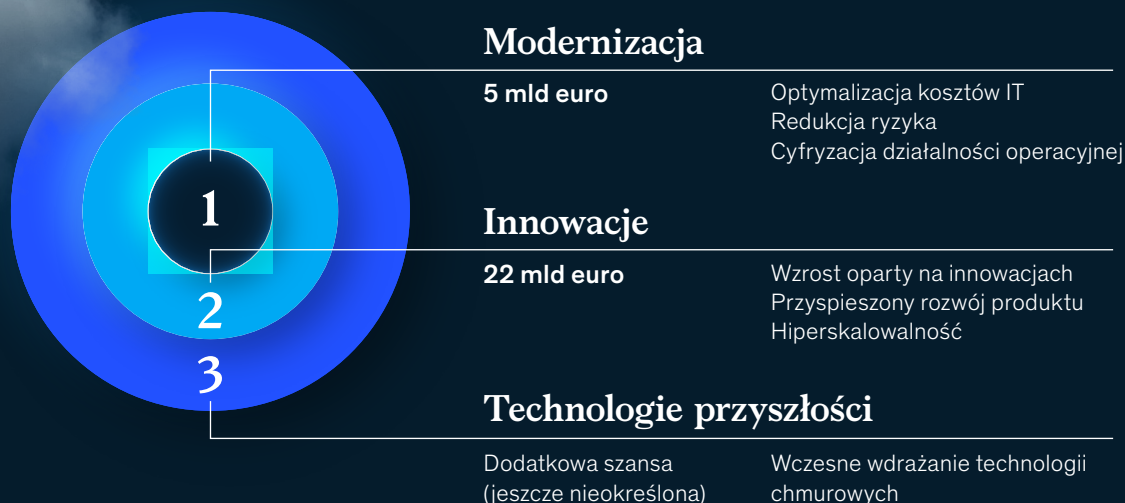 1
2
3
Modernizacja
5 mld euro
Optymalizacja kosztów IT
Redukcja ryzyka
Cyfryzacja działalności operacyjnej
Innowacje
22 mld euro
Wzrost oparty na innowacjach
Przyspieszony rozwój produktu
Hiperskalowalność
Technologie przyszłości
Dodatkowa szansa
(jeszcze nieokreślona)
Wczesne wdrażanie technologii
chmurowych